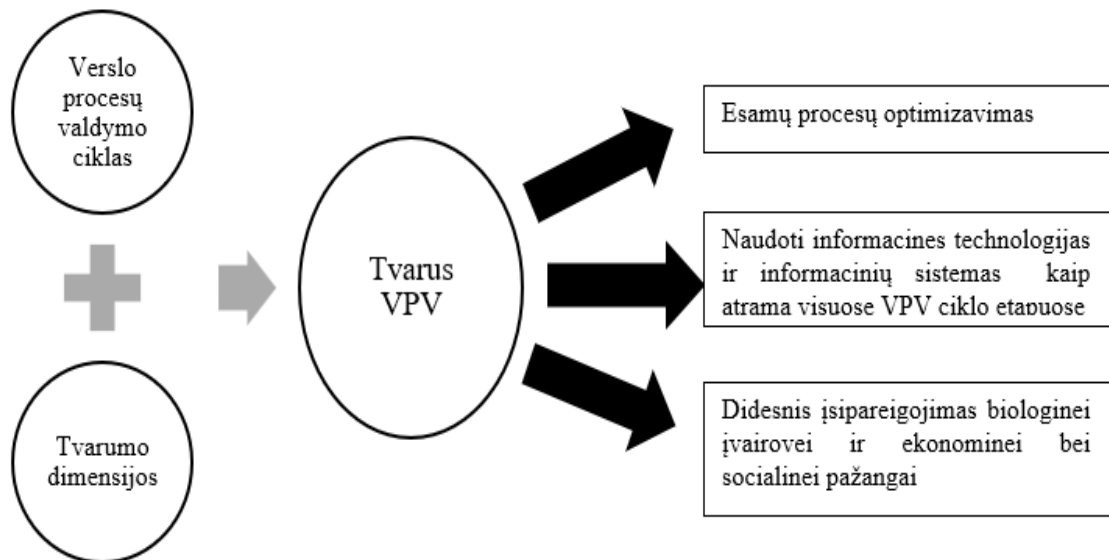 Verslo
procesų
valdymo
ciklas
Tvarumo
dimensijos
Tvarus
VPV
Esamų procesų optimizavimas
Naudoti informacines technologijas
ir informacinių sistemas kaip
atrama visuose VPV ciklo etapuose
Didesnis įsipareigojimas biologinei
įvairovei ir ekonominei bei
socialinei pažangai